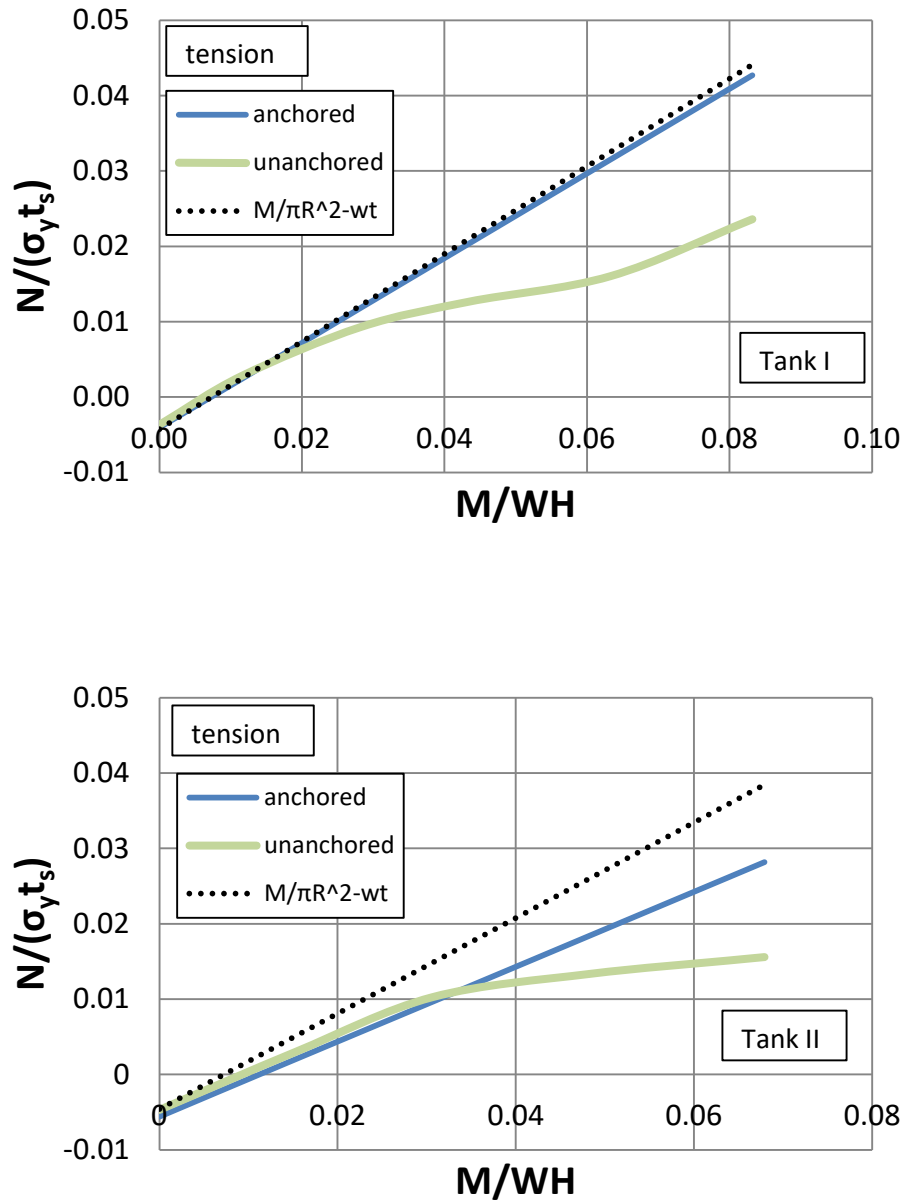 0.05
tension
0.04
anchored
unanchored
0.03
M/πR^2-wt
N/(σyts)
0.02
0.01
Tank I
0.00
0.00 0.02 0.04 0.06 0.08 0.10
-0.01
M/WH
0.05
tension
0.04
anchored
0.03
unanchored
M/πR^2-wt
N/(σyts)
0.02
0.01
Tank II
0
0 0.02 0.04 0.06 0.08
-0.01
M/WH